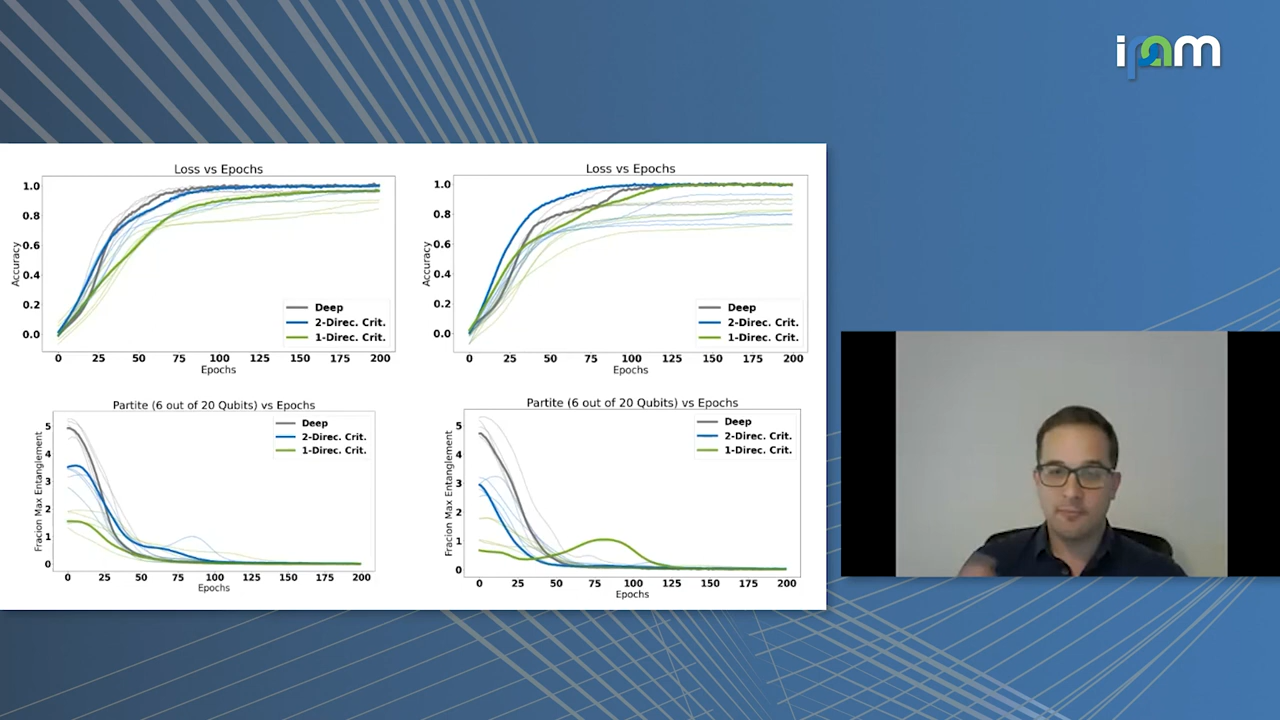 ipam
Loss vs Epochs
1.0
0.8
0.6
0.4
0.2
0.0
Accuracy
Deep
2-Direc. Crit.
1-Direc. Crit.
0 25 50 75 100 125 150 175 200
Epochs
Loss vs Epochs
1.0
0.8
0.6
0.4
0.2
0.0
Accuracy
Deep
2-Direc. Crit.
1-Direc. Crit.
0 25 50 75 100 125 150 175 200
Epochs
Partite (6 out of 20 Qubits) vs Epochs
5
4
3
2
1
0
Fracion Max Entanglement
Deep
2-Direc. Crit.
1-Direc. Crit.
0 25 50 75 100 125 150 175 200
Epochs
Partite (6 out of 20 Qubits) vs Epochs
5
4
3
2
1
0
Fracion Max Entanglement
Deep
2-Direc. Crit.
1-Direc. Crit.
0 25 50 75 100 125 150 175 200
Epochs